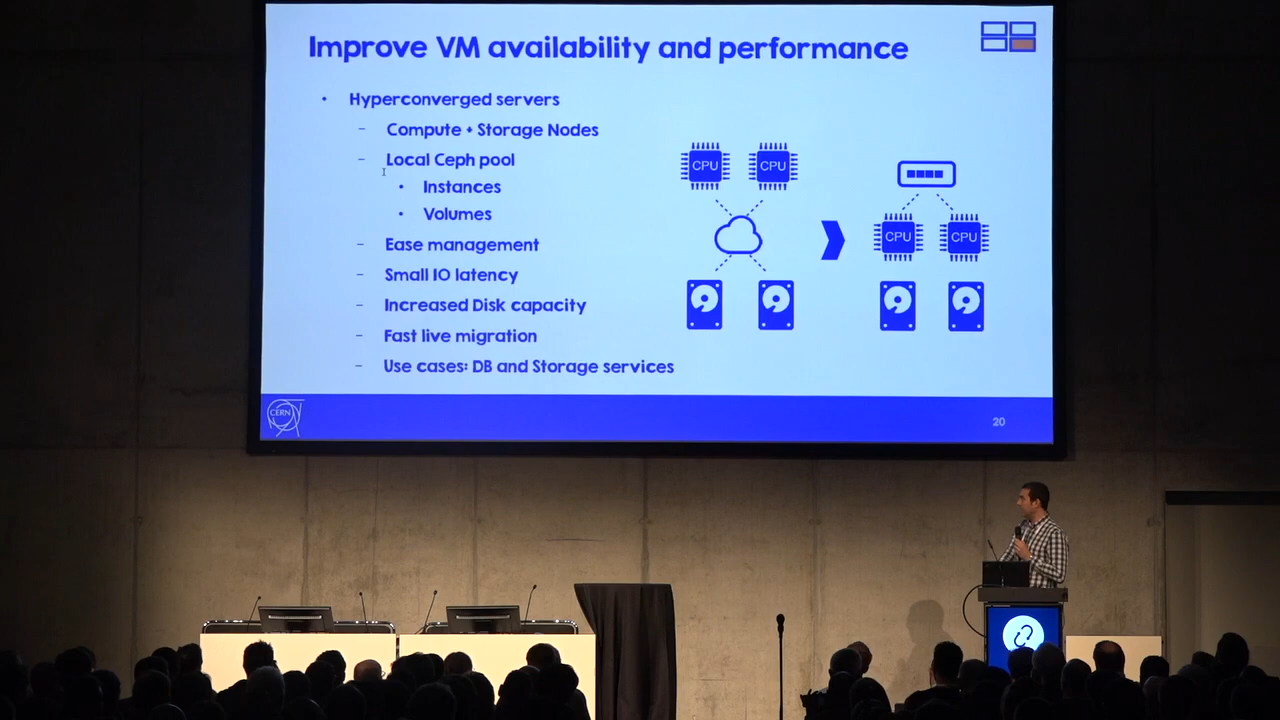 Improve VM availability and performance
• Hyperconverged servers
– Compute + Storage Nodes
– Local Ceph pool
• Instances
• Volumes
– Ease management
– Small IO latency
– Increased Disk capacity
– Fast live migration
– Use cases: DB and Storage services
CPU CPU
CPU CPU
CERN
20